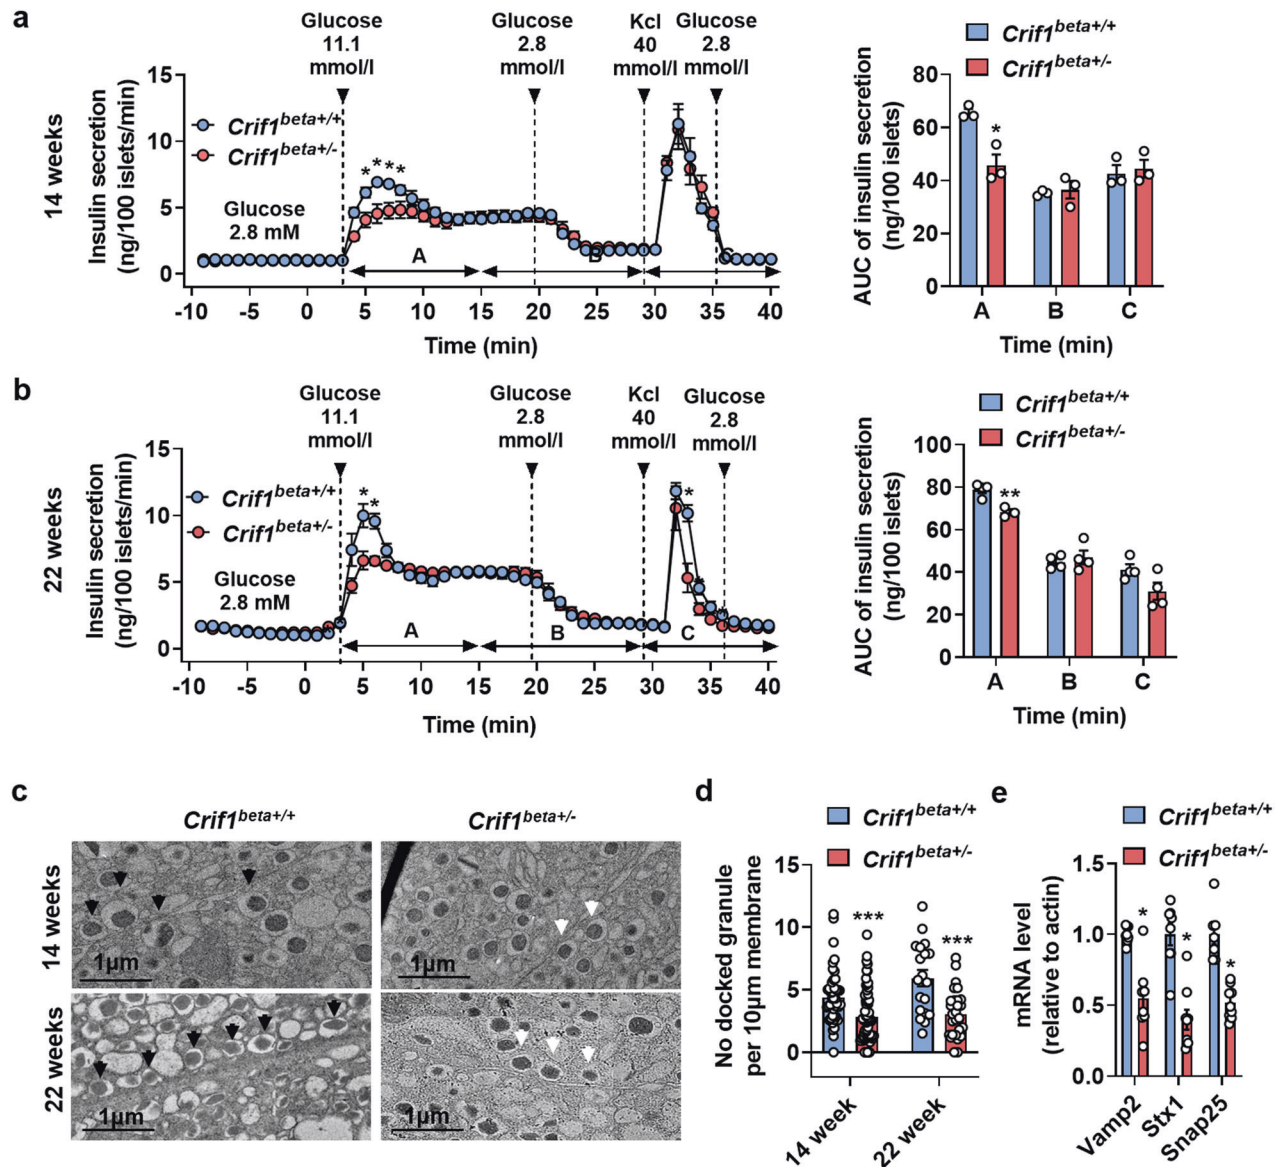 a
Glucose
11.1
mmol/l
Glucose
2.8
mmol/l
Kcl
40
mmol/l
Glucose
2.8
mmol/l
14 weeks
Insulin secretion
(ng/100 islets/min)
15
10
5
0
Crif1beta+/+
Crif1beta+/-
* * * *
Glucose
2.8 mM
A
B
C
-10 -5 0 5 10 15 20 25 30 35 40
Time (min)
Crif1beta+/+
Crif1beta+/-
AUC of insulin secretion
(ng/100 islets)
80
60
40
20
0
*
A B C
Time (min)
b
Glucose
11.1
mmol/l
Glucose
2.8
mmol/l
Kcl
40
mmol/l
Glucose
2.8
mmol/l
22 weeks
Insulin secretion
(ng/100 islets/min)
15
10
5
0
Crif1beta+/+
Crif1beta+/-
* *
*
Glucose
2.8 mM
A
B
C
-10 -5 0 5 10 15 20 25 30 35 40
Time (min)
Crif1beta+/+
Crif1beta+/-
AUC of insulin secretion
(ng/100 islets)
100
80
60
40
20
0
**
A B C
Time (min)
c
Crif1beta+/+
Crif1beta+/-
14 weeks
1μm
1μm
22 weeks
1μm
1μm
d
Crif1beta+/+
Crif1beta+/-
No docked granule
per 10μm membrane
15
10
5
0
***
***
14 week
22 week
e
Crif1beta+/+
Crif1beta+/-
mRNA level
(relative to actin)
1.5
1.0
0.5
0.0
*
*
*
Vamp2
Stx1
Snap25